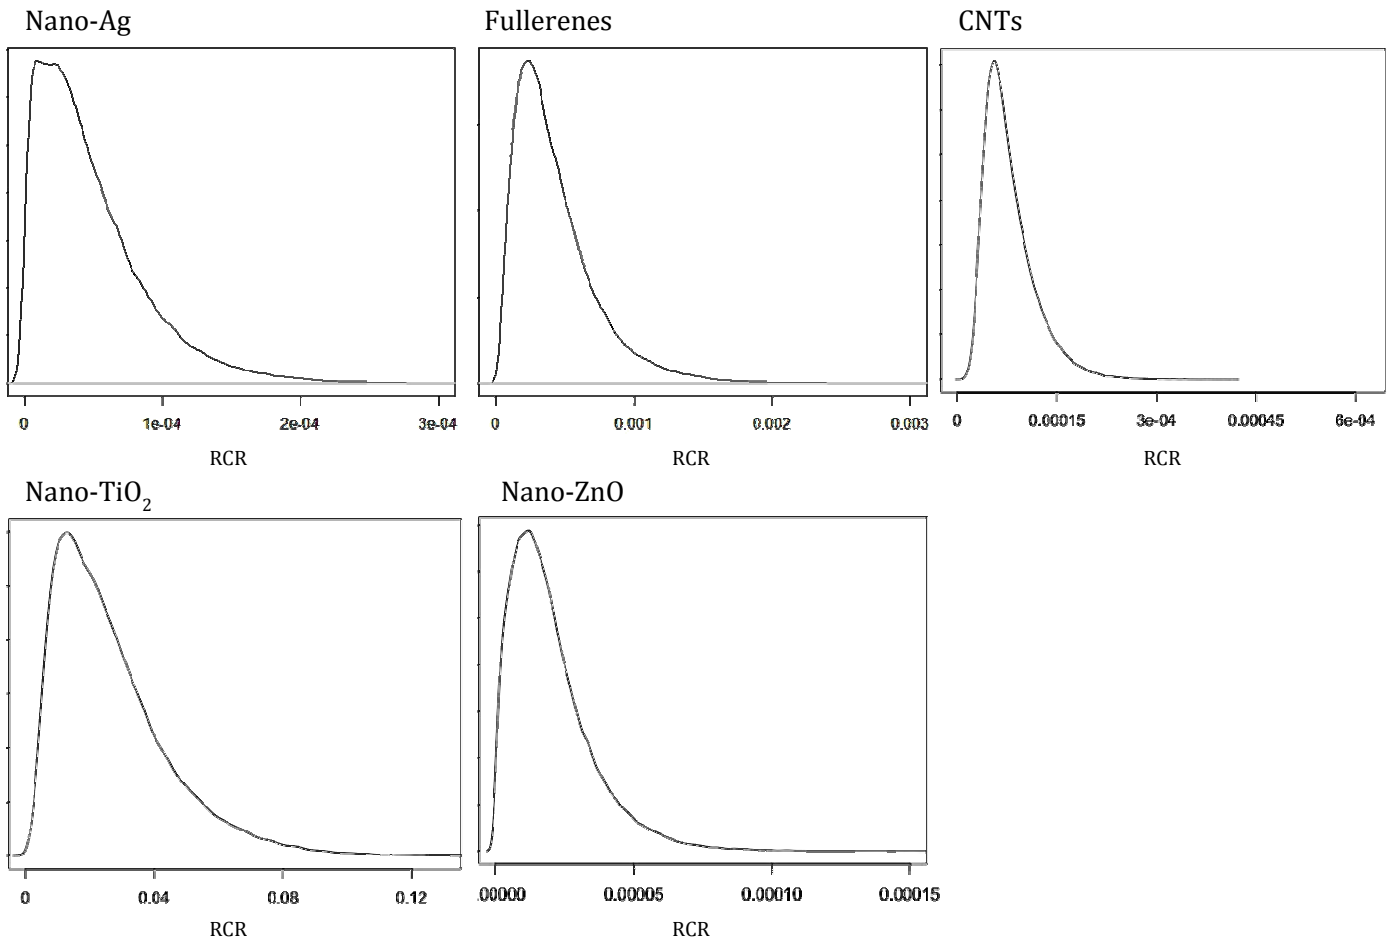 Nano-Ag Fullerenes CNTs
0 1e-04 2e-04 3e-04 0 0.001 0.002 0.003 0 0.00015 3e-04 0.00045 6e-04
RCR RCR RCR
Nano-TiO₂ Nano-ZnO
0 0.04 0.08 0.12 .00000 0.00005 0.00010 0.00015
RCR RCR